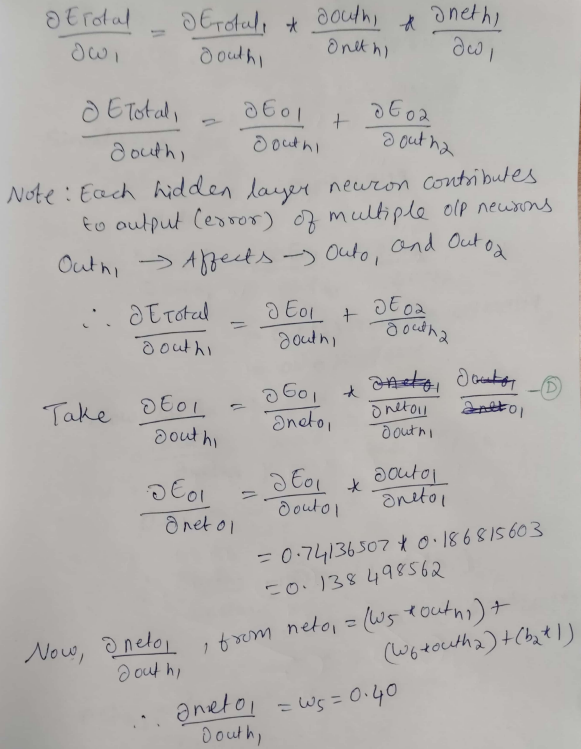 ∂ETotal/∂w1 = ∂ETotal1/∂outh1 * ∂outh1/∂neth1 * ∂neth1/∂w1
∂ETotal1/∂outh1 = ∂Eo1/∂outh1 + ∂Eo2/∂outh2
Note: Each hidden layer neuron contributes
to output (error) of multiple o/p neurons
Outh1 → Affects → Outo1 and Outo2
∴ ∂ETotal/∂outh1 = ∂Eo1/∂outh1 + ∂Eo2/∂outh2
Take ∂Eo1/∂outh1 = ∂Eo1/∂neto1 * ∂neto1/∂outh1 - D
∂Eo1/∂neto1 = ∂Eo1/∂outo1 * ∂outo1/∂neto1
= 0.74136507 * 0.186815603
= 0.138498562
Now, ∂neto1/∂outh1, from neto1 = (w5 * outh1) +
(w6 * outh2) + (b2 * 1)
∴ ∂neto1/∂outh1 = w5 = 0.40